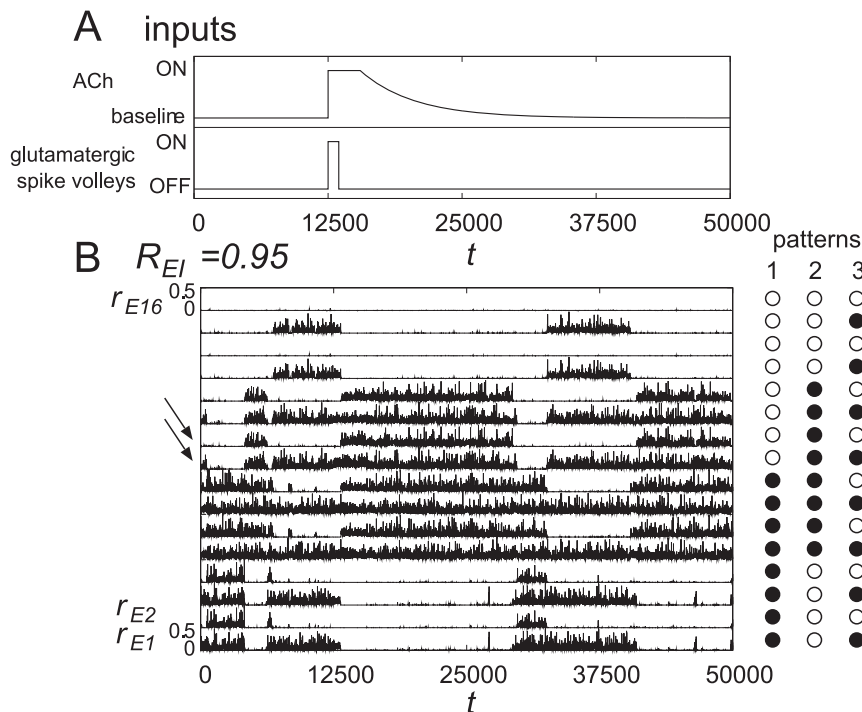 A inputs
ACh
ON
baseline
glutamatergic
spike volleys
ON
OFF
0 12500 25000 37500 50000
t
B R_EI =0.95
patterns
1 2 3
r_E16
0.5
0
r_E2
r_E1
0.5
0
0 12500 25000 37500 50000
t